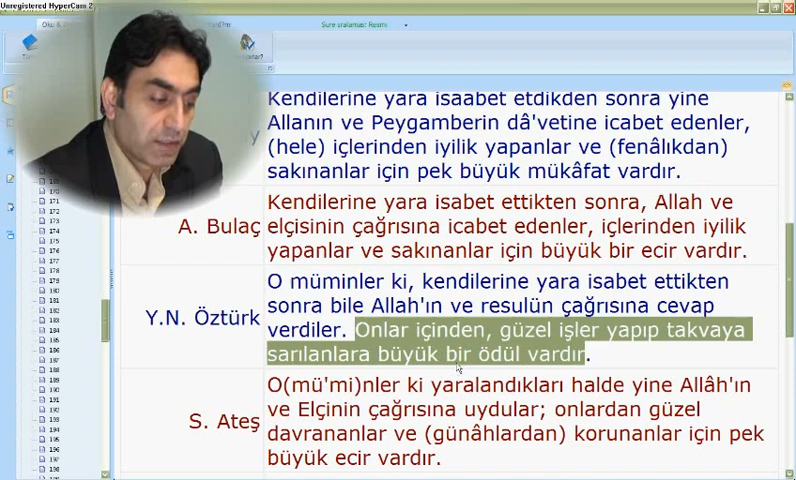 Unregistered HyperCam 2
Sure sıralaması: Resmi
Kendilerine yara isaabet etdikden sonra yine
Allanın ve Peygamberin dâ'vetine icabet edenler,
(hele) içlerinden iyilik yapanlar ve (fenâlıkdan)
sakınanlar için pek büyük mükâfat vardır.
A. Bulaç
Kendilerine yara isabet ettikten sonra, Allah ve
elçisinin çağrısına icabet edenler, içlerinden iyilik
yapanlar ve sakınanlar için büyük bir ecir vardır.
Y.N. Öztürk
O müminler ki, kendilerine yara isabet ettikten
sonra bile Allah'ın ve resulün çağrısına cevap
verdiler. Onlar içinden, güzel işler yapıp takvaya
sarılanlara büyük bir ödül vardır.
S. Ateş
O(mü'mi)nler ki yaralandıkları halde yine Allâh'ın
ve Elçinin çağrısına uydular; onlardan güzel
davrananlar ve (günâhlardan) korunanlar için pek
büyük ecir vardır.